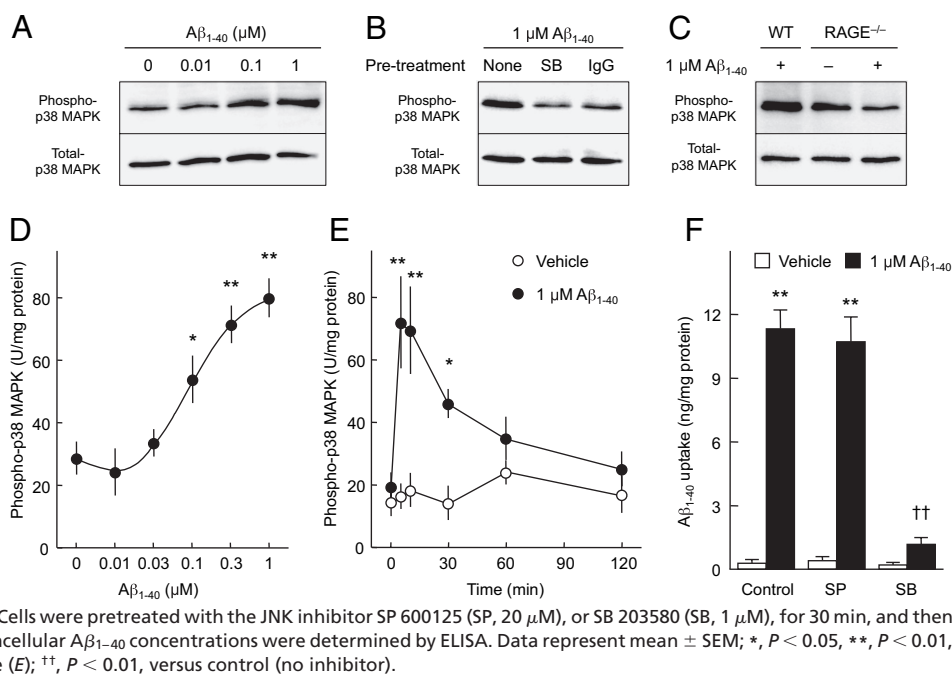 A
Aβ1-40 (µM)
0 0.01 0.1 1
Phospho-
p38 MAPK
Total-
p38 MAPK
B
1 µM Aβ1-40
Pre-treatment None SB IgG
Phospho-
p38 MAPK
Total-
p38 MAPK
C
WT RAGE–/–
1 µM Aβ1-40 + – +
Phospho-
p38 MAPK
Total-
p38 MAPK
D
Phospho-p38 MAPK (U/mg protein)
80
60
40
20
0
* ** **
0 0.01 0.03 0.1 0.3 1
Aβ1-40 (µM)
E
Phospho-p38 MAPK (U/mg protein)
80
60
40
20
0
** ** *
Vehicle
1 µM Aβ1-40
0 30 60 90 120
Time (min)
F
Vehicle 1 µM Aβ1-40
Aβ1-40 uptake (ng/mg protein)
12
9
6
3
0
** ** ††
Control SP SB
Cells were pretreated with the JNK inhibitor SP 600125 (SP, 20 µM), or SB 203580 (SB, 1 µM), for 30 min, and then
acellular Aβ1–40 concentrations were determined by ELISA. Data represent mean ± SEM; *, P < 0.05, **, P < 0.01,
e (E); ††, P < 0.01, versus control (no inhibitor).